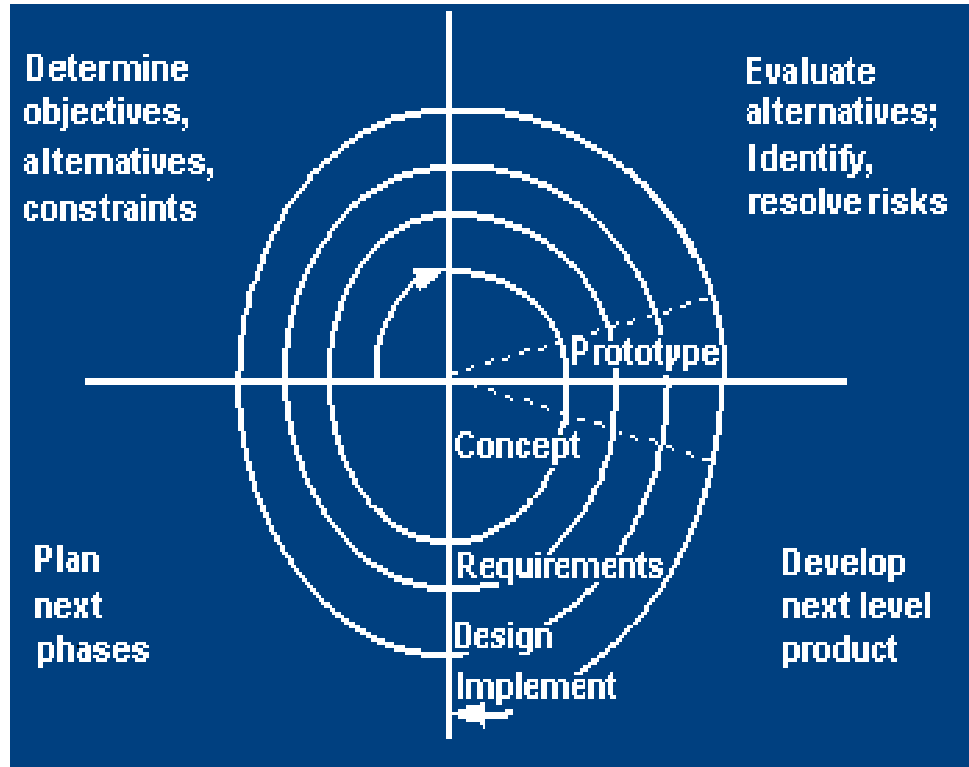 Determine
objectives,
alternatives,
constraints
Evaluate
alternatives;
Identify,
resolve risks
Prototype
Concept
Requirements
Design
Implement
Plan
next
phases
Develop
next level
product